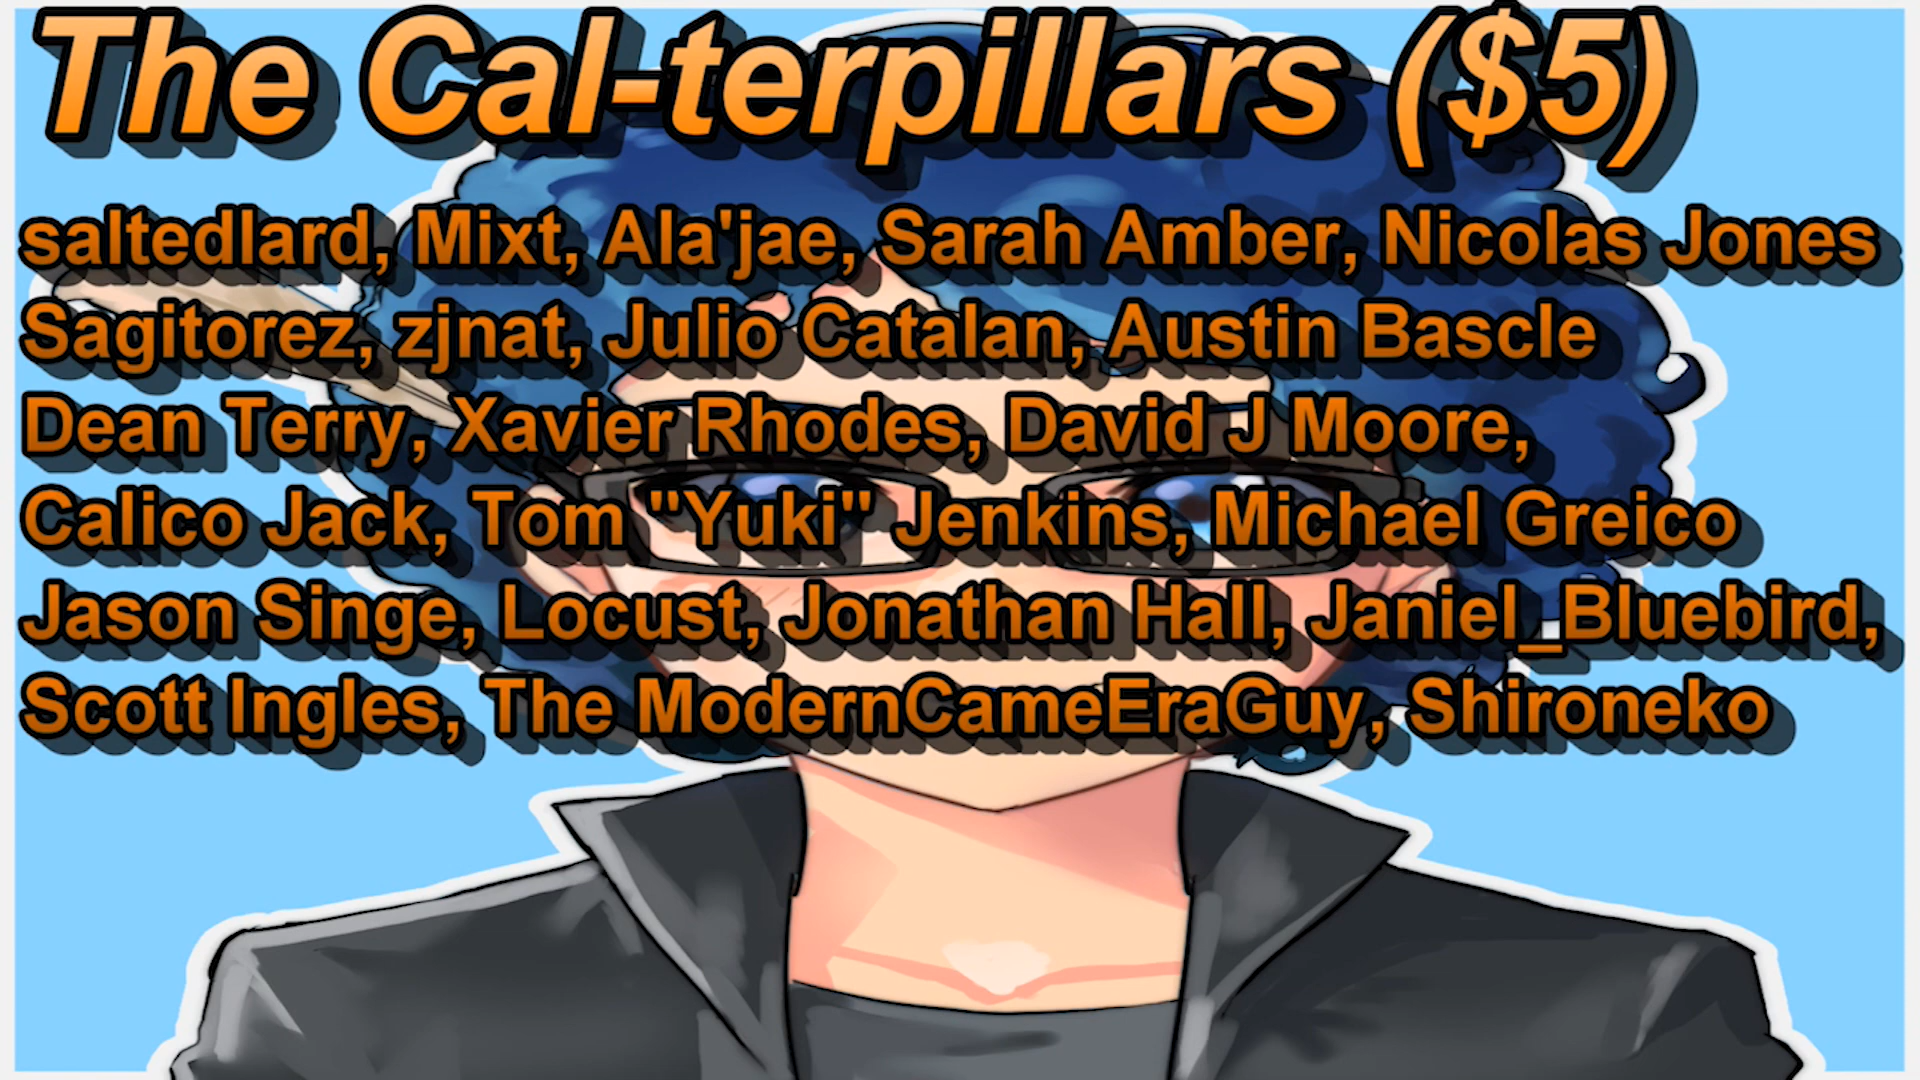 The Cal-terpillars ($5)
saltedlard, Mixt, Ala'jae, Sarah Amber, Nicolas Jones
Sagitorez, zjnat, Julio Catalan, Austin Bascle
Dean Terry, Xavier Rhodes, David J Moore,
Calico Jack, Tom "Yuki" Jenkins, Michael Greico
Jason Singe, Locust, Jonathan Hall, Janiel_Bluebird,
Scott Ingles, The ModernCameEraGuy, Shironeko